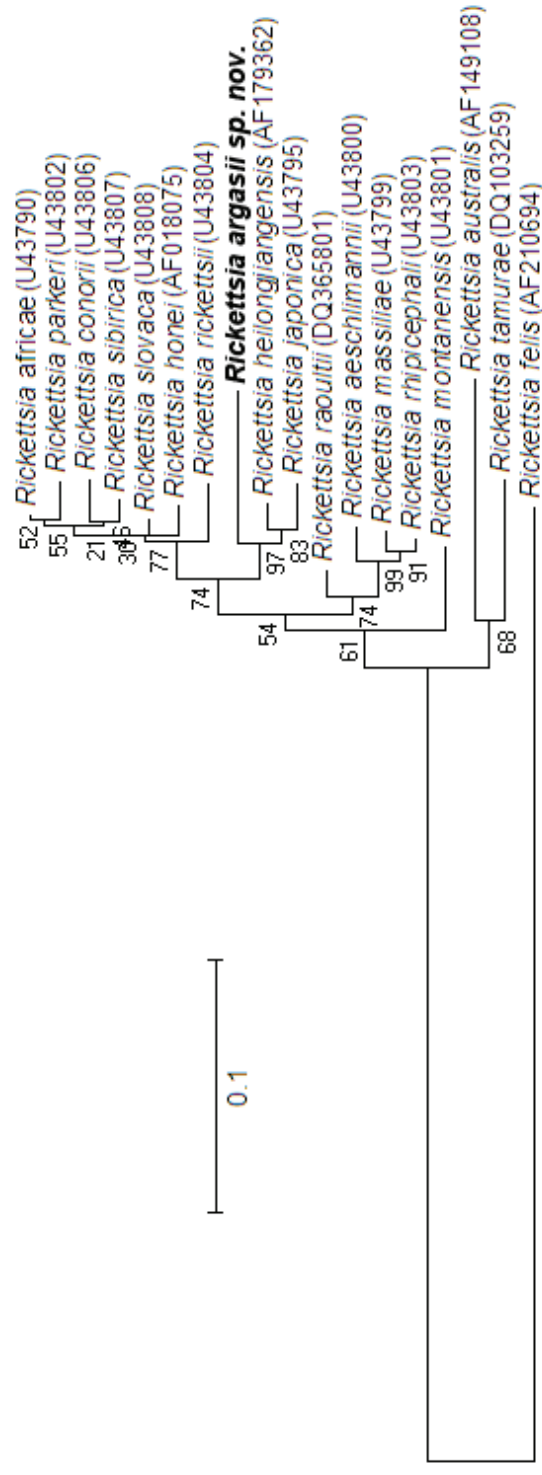 Rickettsia africae (U43790)
Rickettsia parkeri (U43802)
Rickettsia conorii (U43806)
Rickettsia sibirica (U43807)
Rickettsia slovaca (U43808)
Rickettsia honei (AF018075)
Rickettsia rickettsii (U43804)
Rickettsia argasii sp. nov.
Rickettsia heilongjiangensis (AF179362)
Rickettsia japonica (U43795)
Rickettsia raoultii (DQ365801)
Rickettsia aeschlimannii (U43800)
Rickettsia massiliae (U43799)
Rickettsia rhipicephali (U43803)
Rickettsia montanensis (U43801)
Rickettsia australis (AF149108)
Rickettsia tamurae (DQ103259)
Rickettsia felis (AF210694)
52
55
21
77
74
97
83
54
74
99
91
61
68
0.1